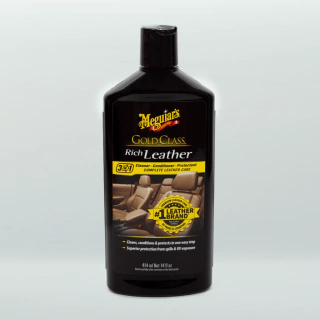 Meguiar's
GOLD CLASS
Rich Leather
3 IN 1
Cleaner · Conditioner · Protectant
COMPLETE LEATHER CARE
#1 LEATHER
BRAND
• Cleans, conditions & protects in one easy step
• Superior protection from spills & UV exposure